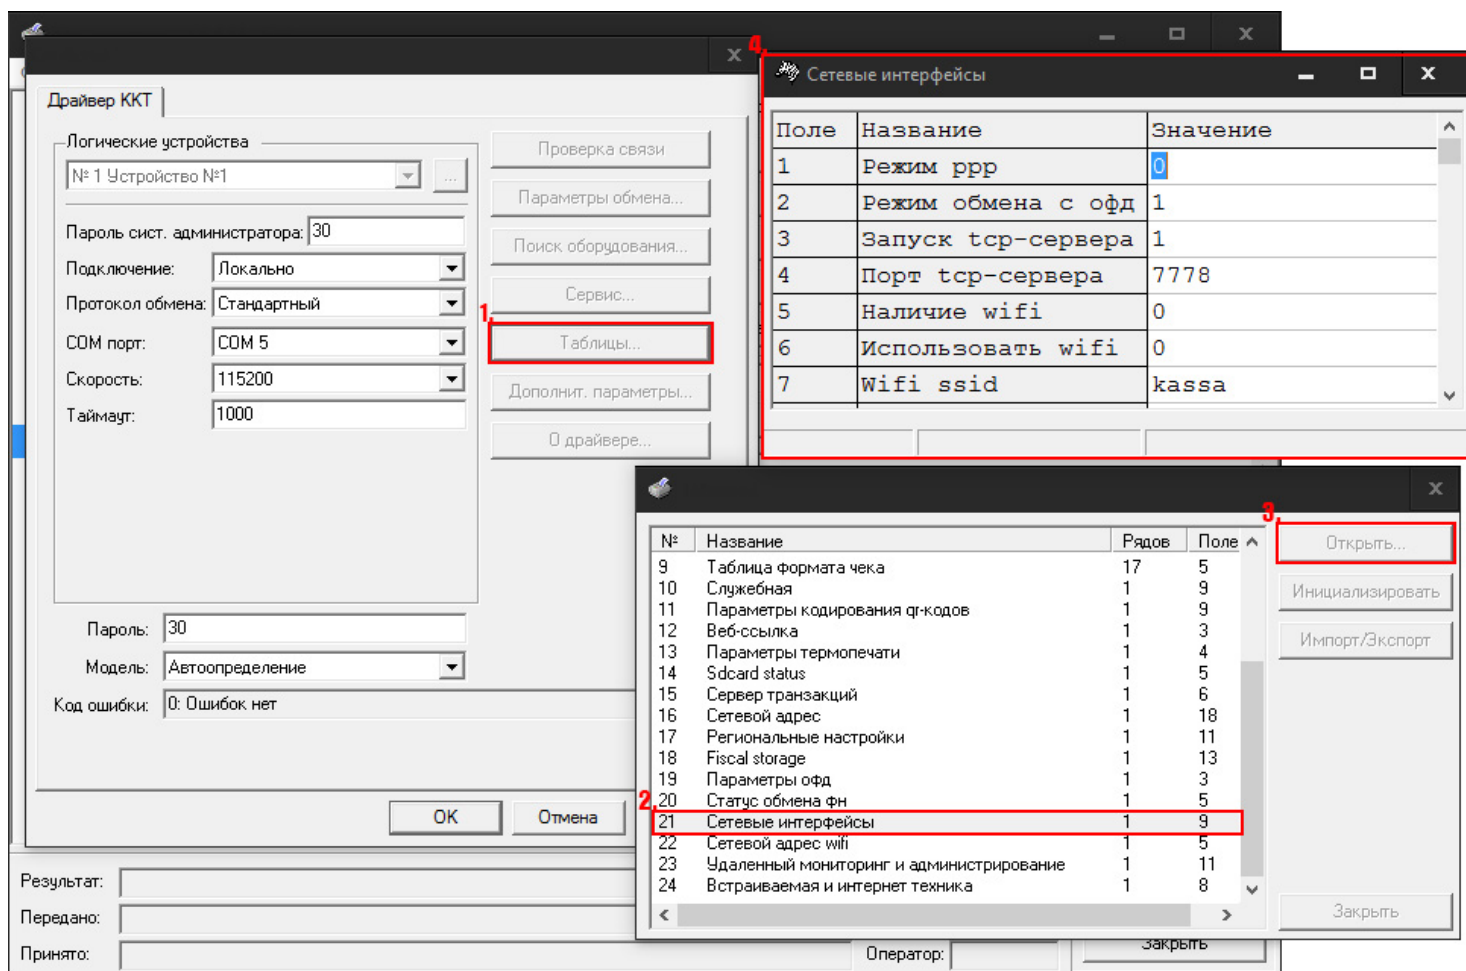 Драйвер ККТ
Логические устройства
№ 1 Устройство №1
...
Пароль сист. администратора: 30
Подключение: Локально
Протокол обмена: Стандартный
COM порт: COM 5
Скорость: 115200
Таймаут: 1000
Проверка связи
Параметры обмена...
Поиск оборудования...
Сервис...
1.
Таблицы...
Дополнит. параметры...
О драйвере...
Пароль: 30
Модель: Автоопределение
Код ошибки: 0: Ошибок нет
OK Отмена
Результат:
Передано:
Принято:
Оператор:
Закрыть
4.
Сетевые интерфейсы
Поле Название Значение
1 Режим ppp 0
2 Режим обмена с офд 1
3 Запуск tcp-сервера 1
4 Порт tcp-сервера 7778
5 Наличие wifi 0
6 Использовать wifi 0
7 Wifi ssid kassa
№ Название Рядов Поле
9 Таблица формата чека 17 5
10 Служебная 1 9
11 Параметры кодирования qr-кодов 1 9
12 Веб-ссылка 1 3
13 Параметры термопечати 1 4
14 Sdcard status 1 5
15 Сервер транзакций 1 6
16 Сетевой адрес 1 18
17 Региональные настройки 1 11
18 Fiscal storage 1 13
19 Параметры офд 1 3
20 Статус обмена фн 1 5
2.
21 Сетевые интерфейсы 1 9
22 Сетевой адрес wifi 1 5
23 Удаленный мониторинг и администрирование 1 11
24 Встраиваемая и интернет техника 1 8
3.
Открыть...
Инициализировать
Импорт/Экспорт
Закрыть